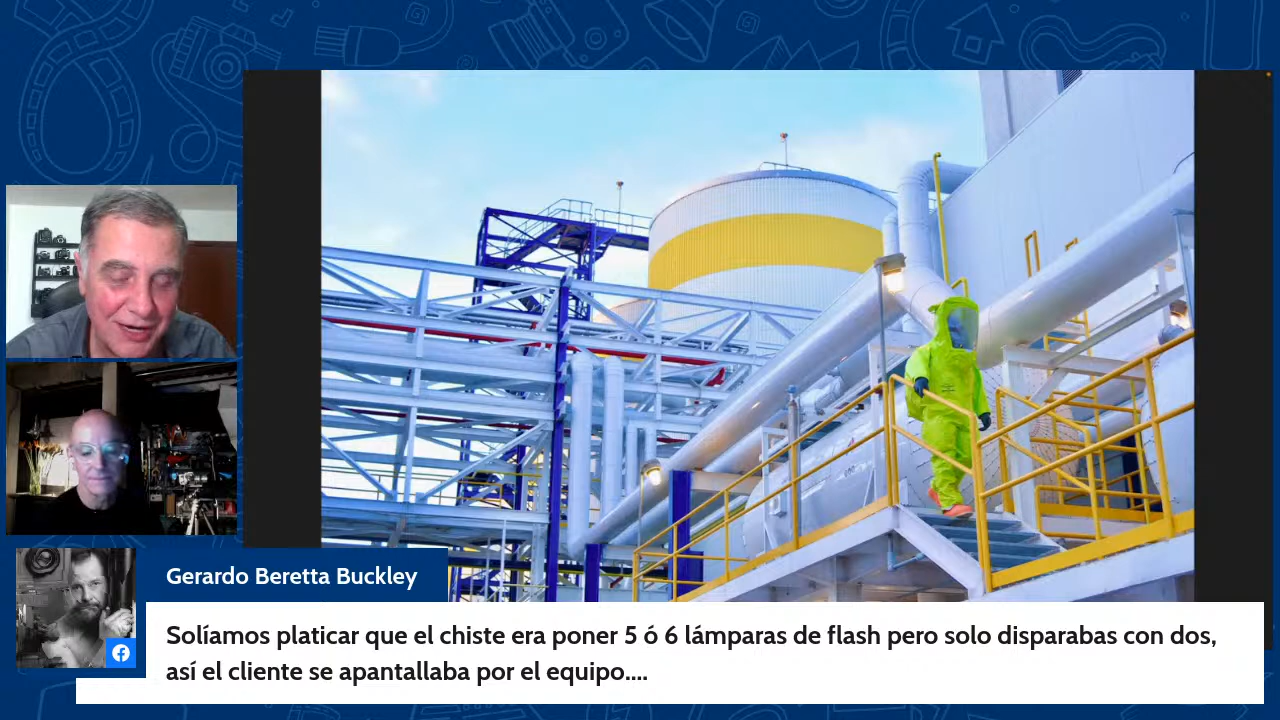 Gerardo Beretta Buckley
Solíamos platicar que el chiste era poner 5 ó 6 lámparas de flash pero solo disparabas con dos,
así el cliente se apantallaba por el equipo....